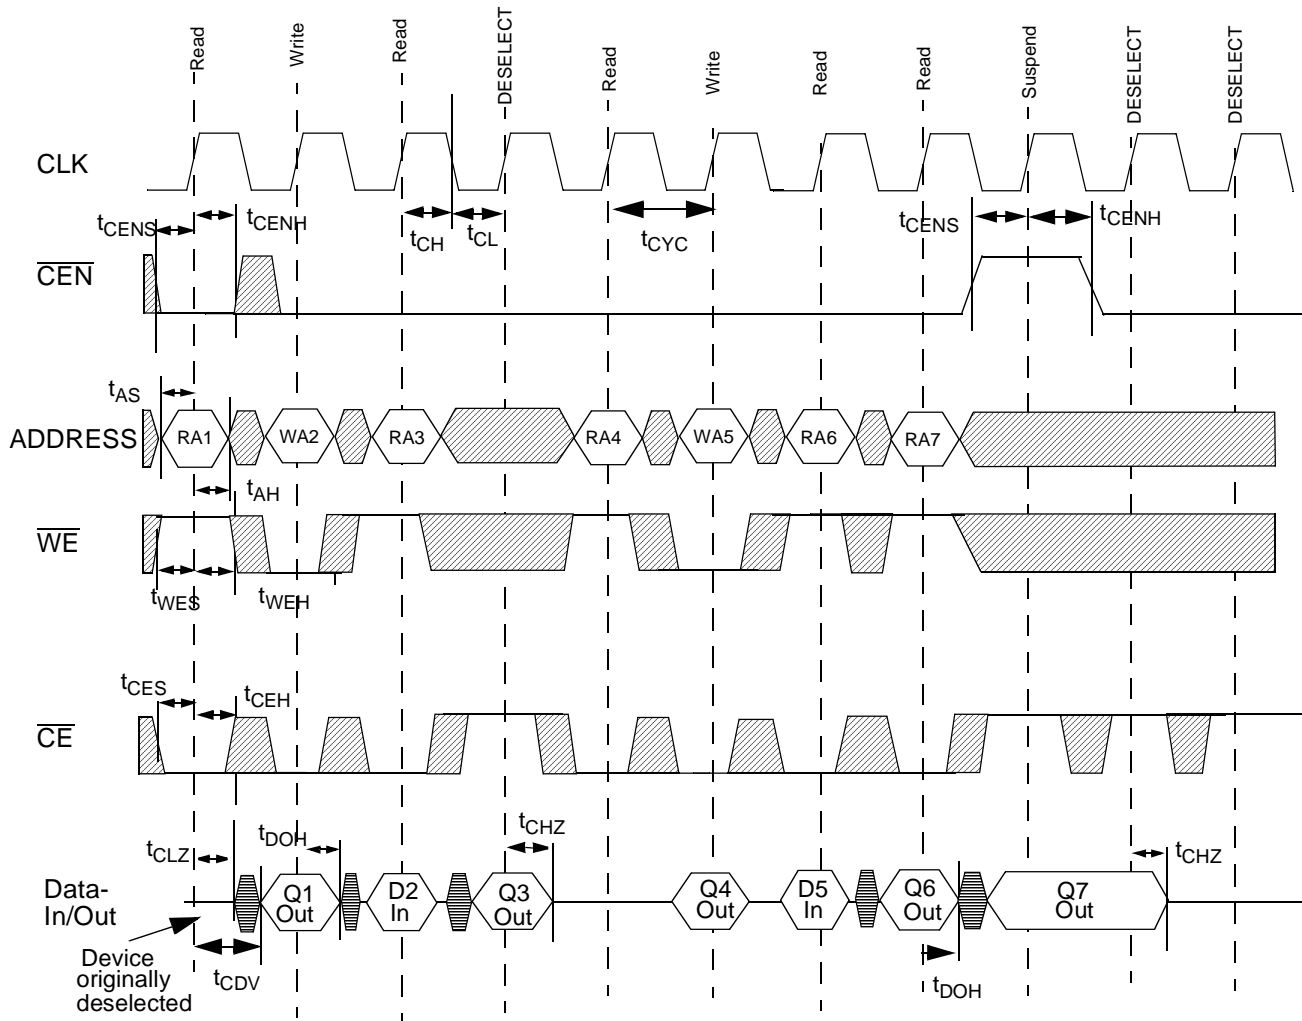 Read
Write
Read
DESELECT
Read
Write
Read
Read
Suspend
DESELECT
DESELECT
CLK
tCENS
tCENH
tCH
tCL
tCYC
tCENS
tCENH
CEN
tAS
ADDRESS
RA1
WA2
RA3
RA4
WA5
RA6
RA7
tAH
WE
tWES
tWEH
tCES
tCEH
CE
tCLZ
tDOH
tCHZ
tCHZ
Data-
In/Out
Q1
Out
D2
In
Q3
Out
Q4
Out
D5
In
Q6
Out
Q7
Out
Device
originally
deselected
tCDV
tDOH